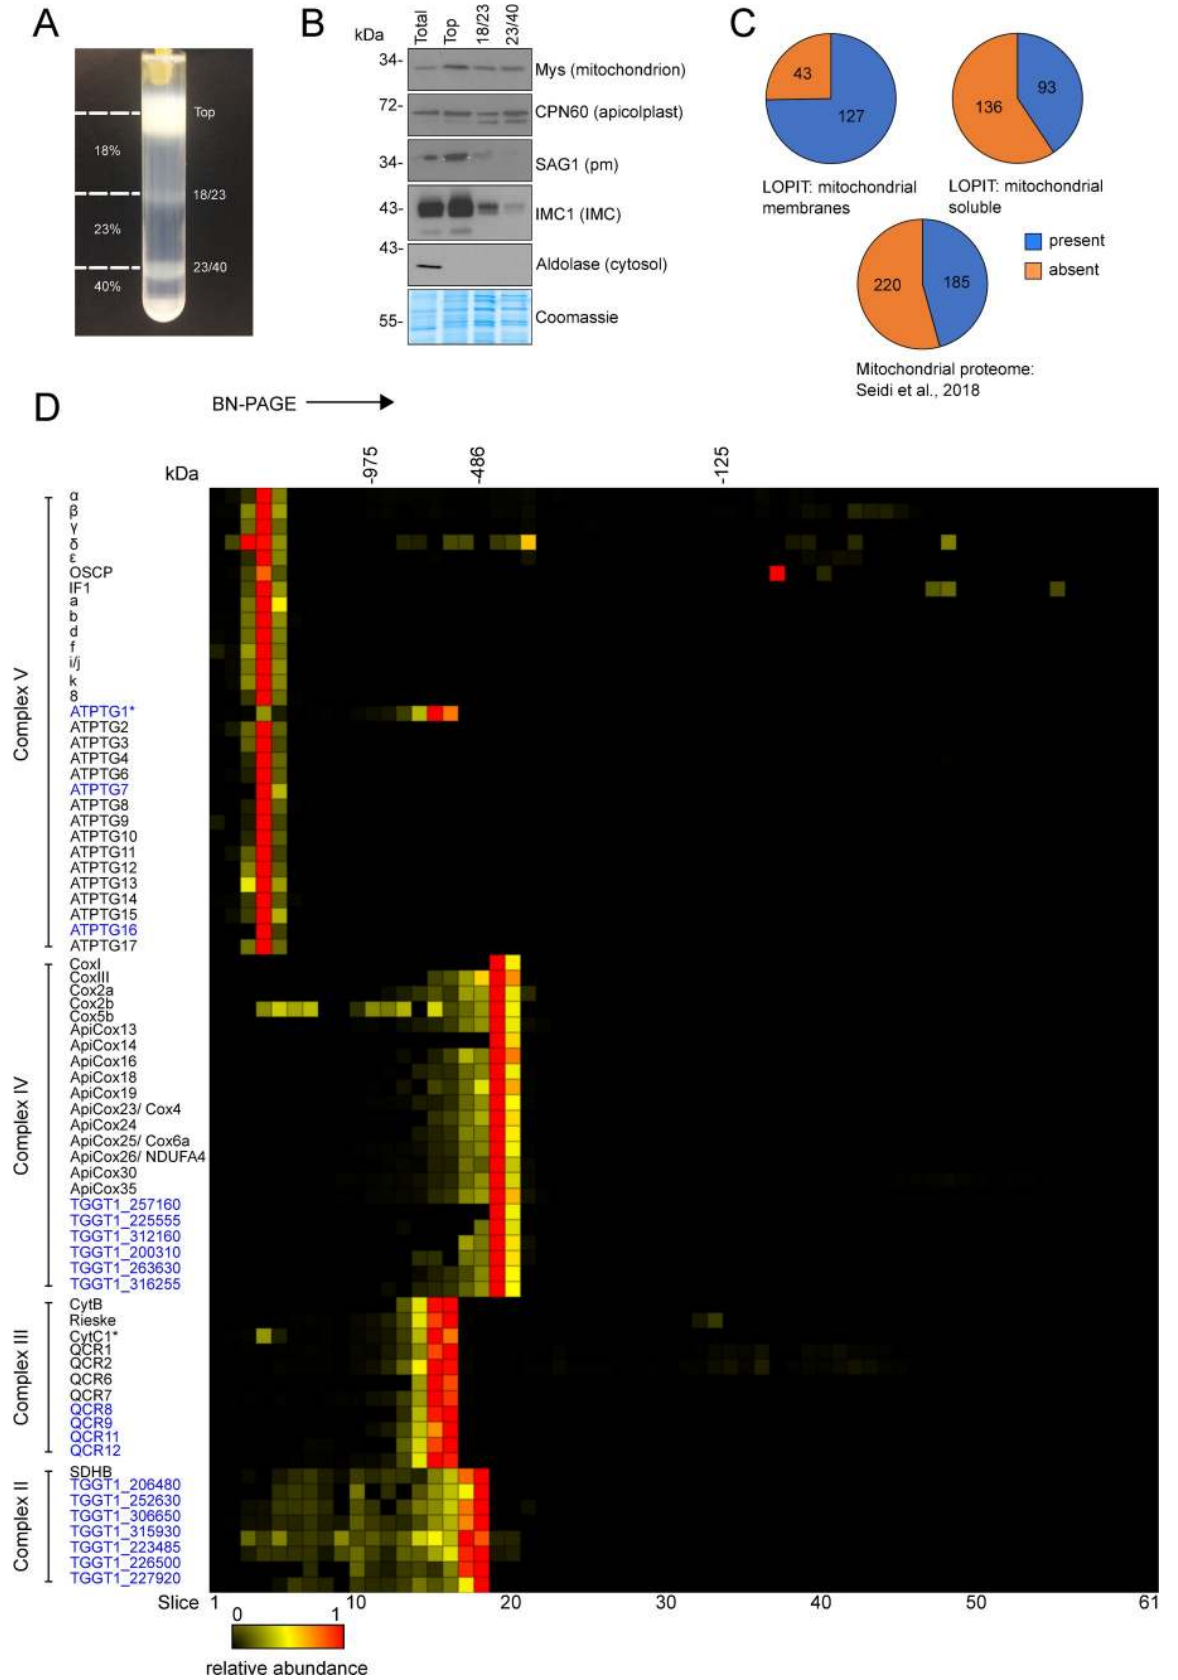 A
Top
18%
18/23
23%
23/40
40%
B
kDa
Total
Top
18/23
23/40
34-
Mys (mitochondrion)
72-
CPN60 (apicolplast)
34-
SAG1 (pm)
43-
IMC1 (IMC)
43-
Aldolase (cytosol)
55-
Coomassie
C
43
127
LOPIT: mitochondrial
membranes
136
93
LOPIT: mitochondrial
soluble
220
185
Mitochondrial proteome:
Seidi et al., 2018
present
absent
D
BN-PAGE
kDa
-975
-486
-125
Complex V
α
β
γ
δ
ε
OSCP
IF1
a
b
d
f
i/j
k
8
ATPTG1*
ATPTG2
ATPTG3
ATPTG4
ATPTG6
ATPTG7
ATPTG8
ATPTG9
ATPTG10
ATPTG11
ATPTG12
ATPTG13
ATPTG14
ATPTG15
ATPTG16
ATPTG17
Complex IV
CoxI
CoxIII
Cox2a
Cox2b
Cox5b
ApiCox13
ApiCox14
ApiCox16
ApiCox18
ApiCox19
ApiCox23/ Cox4
ApiCox24
ApiCox25/ Cox6a
ApiCox26/ NDUFA4
ApiCox30
ApiCox35
TGGT1_257160
TGGT1_225555
TGGT1_312160
TGGT1_200310
TGGT1_263630
TGGT1_316255
Complex III
CytB
Rieske
CytC1*
QCR1
QCR2
QCR6
QCR7
QCR8
QCR9
QCR11
QCR12
Complex II
SDHB
TGGT1_206480
TGGT1_252630
TGGT1_306650
TGGT1_315930
TGGT1_223485
TGGT1_226500
TGGT1_227920
Slice 1 10 20 30 40 50 61
0 1
relative abundance